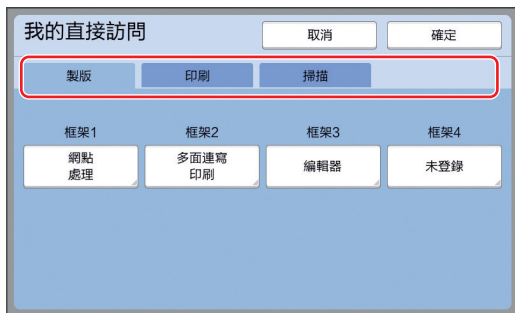 我的直接訪問
取消
確定
製版
印刷
掃描
框架1
框架2
框架3
框架4
網點
處理
多面連寫
印刷
編輯器
未登錄